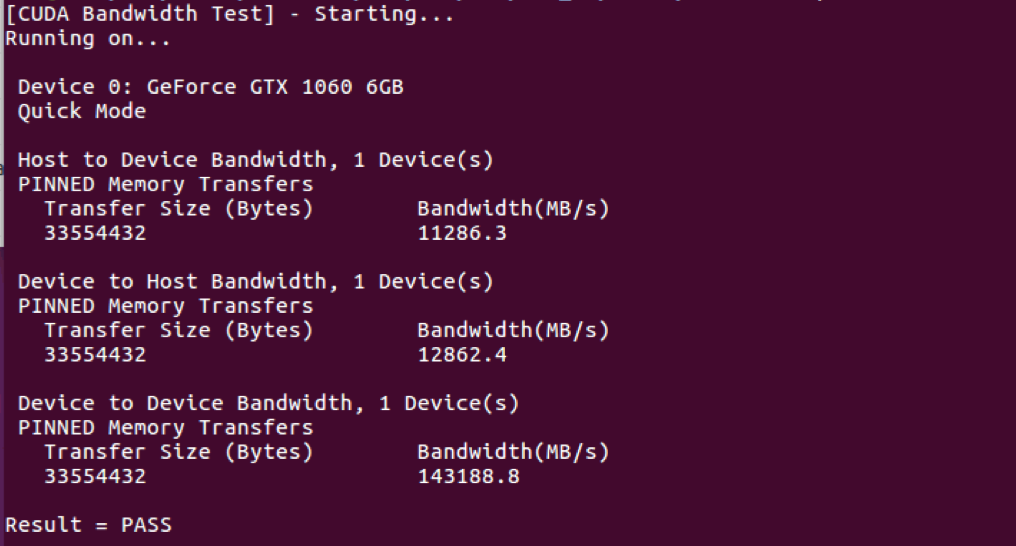 [CUDA Bandwidth Test] - Starting...
Running on...
Device 0: GeForce GTX 1060 6GB
Quick Mode
Host to Device Bandwidth, 1 Device(s)
PINNED Memory Transfers
Transfer Size (Bytes) Bandwidth(MB/s)
33554432 11286.3
Device to Host Bandwidth, 1 Device(s)
PINNED Memory Transfers
Transfer Size (Bytes) Bandwidth(MB/s)
33554432 12862.4
Device to Device Bandwidth, 1 Device(s)
PINNED Memory Transfers
Transfer Size (Bytes) Bandwidth(MB/s)
33554432 143188.8
Result = PASS